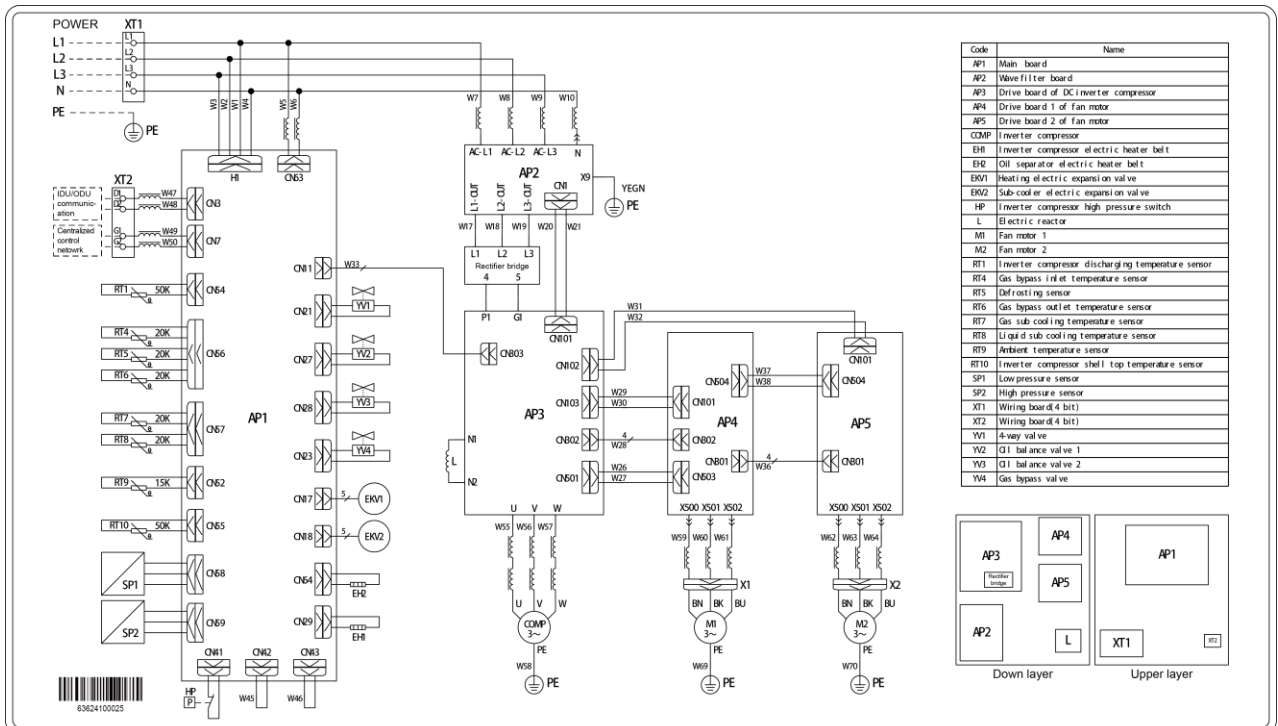 POWER XT1
L1 L1
L2 L2
L3 L3
N N
PE
PE
W3 W2 W1 W4 W5 W6
W7 W8 W9 W10
H1 CN53
AC-L1 AC-L2 AC-L3 N
AP2
X9
YEGN
PE
CN1
L1-OUT L2-OUT L3-OUT
W17 W18 W19 W20 W21
L1 L2 L3
Rectifier bridge
4 5
IDU/ODU
communic-
ation
XT2
D1 W47
D2 W48
CN3
Centralized
control
netowrk
G1 W49
G2 W50
CN7
RT1 50K CN54
RT4 20K
RT5 20K CN56
RT6 20K
RT7 20K
RT8 20K CN57
RT9 15K CN52
RT10 50K CN55
SP1 CN58
SP2 CN59
AP1
CN11 W33
CN21 YV1
CN27 YV2
CN28 YV3
CN23 YV4
CN17 5 EKV1
CN18 5 EKV2
CN54 EH2
CN29 EH1
CN41 CN42 CN43
HP
P
W45 W46
63624100025
P1 G1
CN101
CN803
AP3
N1
L
N2
CN102
W31
W32
CN103 W29 W30 CN101
CN802 4 W28 CN802
CN501 W26 W27 CN503
U V W
W55 W56 W57
U V W
COMP
3~
PE
W58
PE
AP4
CN504 W37 W38 CN504
CN801 4 W36 CN801
X500 X501 X502
W59 W60 W61
X1
BN BK BU
M1
3~
PE
W69
PE
CN101
AP5
X500 X501 X502
W62 W63 W64
X2
BN BK BU
M2
3~
PE
W70
PE
Code Name
AP1 Main board
AP2 Wave filter board
AP3 Drive board of DC inverter compressor
AP4 Drive board 1 of fan motor
AP5 Drive board 2 of fan motor
COMP Inverter compressor
EH1 Inverter compressor electric heater belt
EH2 Oil separator electric heater belt
EKV1 Heating electric expansion valve
EKV2 Sub-cooler electric expansion valve
HP Inverter compressor high pressure switch
L Electric reactor
M1 Fan motor 1
M2 Fan motor 2
RT1 Inverter compressor discharging temperature sensor
RT4 Gas bypass inlet temperature sensor
RT5 Defrosting sensor
RT6 Gas bypass outlet temperature sensor
RT7 Gas sub cooling temperature sensor
RT8 Liquid sub cooling temperature sensor
RT9 Ambient temperature sensor
RT10 Inverter compressor shell top temperature sensor
SP1 Low pressure sensor
SP2 High pressure sensor
XT1 Wiring board(4 bit)
XT2 Wiring board(4 bit)
YV1 4-way valve
YV2 Oil balance valve 1
YV3 Oil balance valve 2
YV4 Gas bypass valve
AP3
Rectifier
bridge
AP4
AP5
AP2
L
Down layer
AP1
XT1
XT2
Upper layer